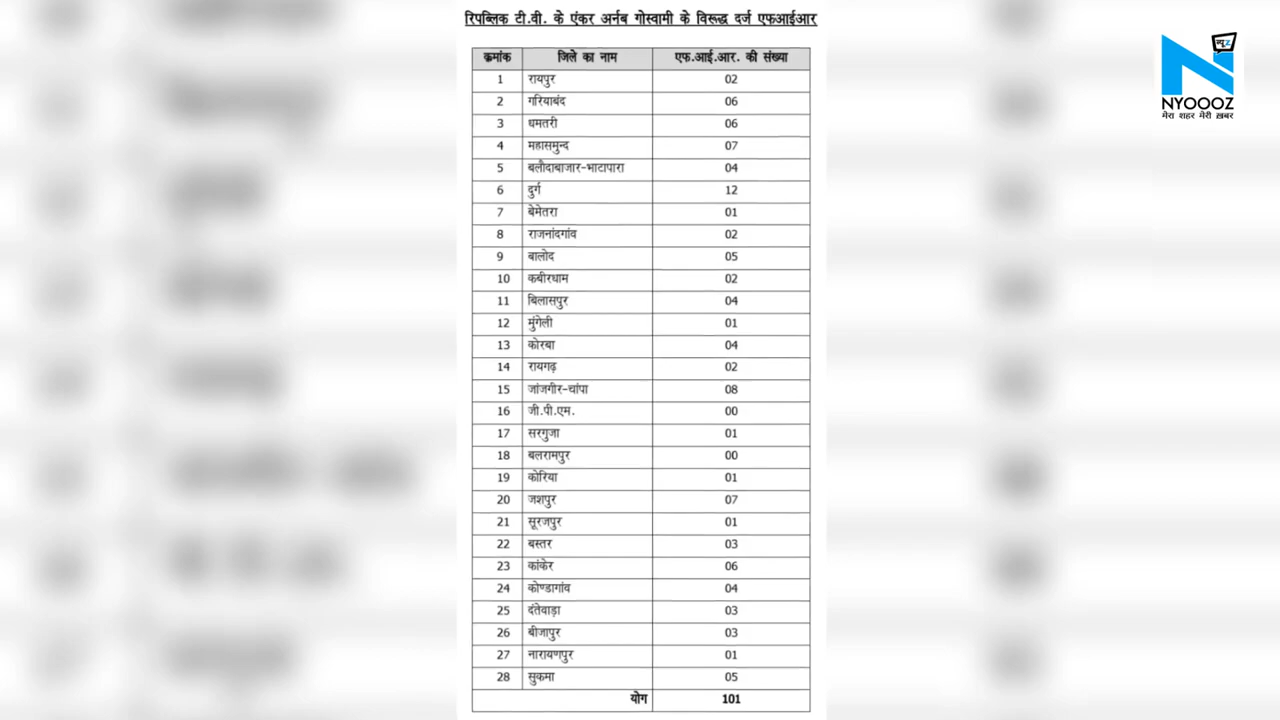 रिपब्लिक टी.वी. के एंकर अर्नब गोस्वामी के विरूद्ध दर्ज एफआईआर
क्रमांक जिले का नाम एफ.आई.आर. की संख्या
1 रायपुर 02
2 गरियाबंद 06
3 धमतरी 06
4 महासमुन्द 07
5 बलौदाबाजार-भाटापारा 04
6 दुर्ग 12
7 बेमेतरा 01
8 राजनांदगांव 02
9 बालोद 05
10 कबीरधाम 02
11 बिलासपुर 04
12 मुंगेली 01
13 कोरबा 04
14 रायगढ़ 02
15 जांजगीर-चांपा 08
16 जी.पी.एम. 00
17 सरगुजा 01
18 बलरामपुर 00
19 कोरिया 01
20 जशपुर 07
21 सूरजपुर 01
22 बस्तर 03
23 कांकेर 06
24 कोण्डागांव 04
25 दंतेवाड़ा 03
26 बीजापुर 03
27 नारायणपुर 01
28 सुकमा 05
योग 101
न्यूz
NYOOOZ
मेरा शहर मेरी ख़बर